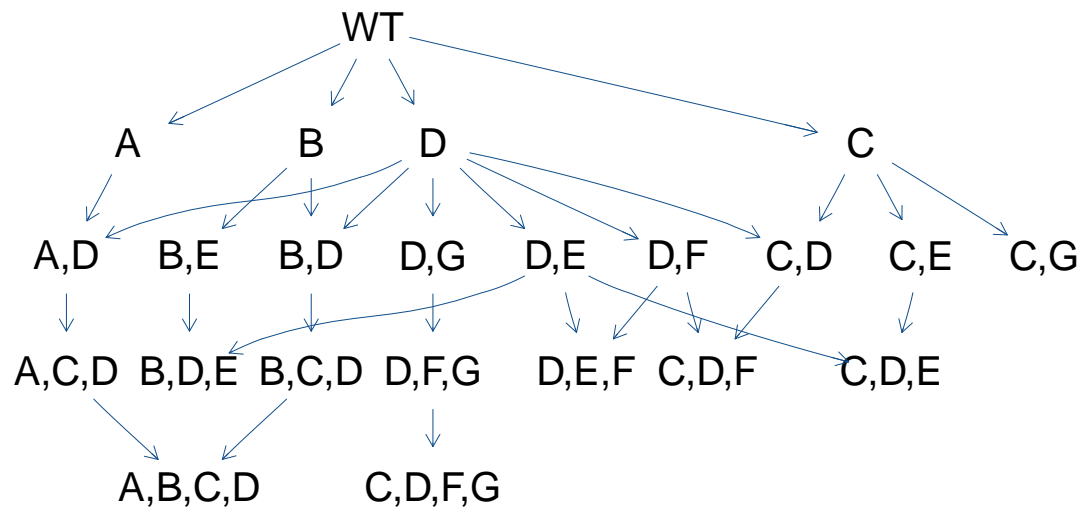 WT
A B D C
A,D B,E B,D D,G D,E D,F C,D C,E C,G
A,C,D B,D,E B,C,D D,F,G D,E,F C,D,F C,D,E
A,B,C,D C,D,F,G